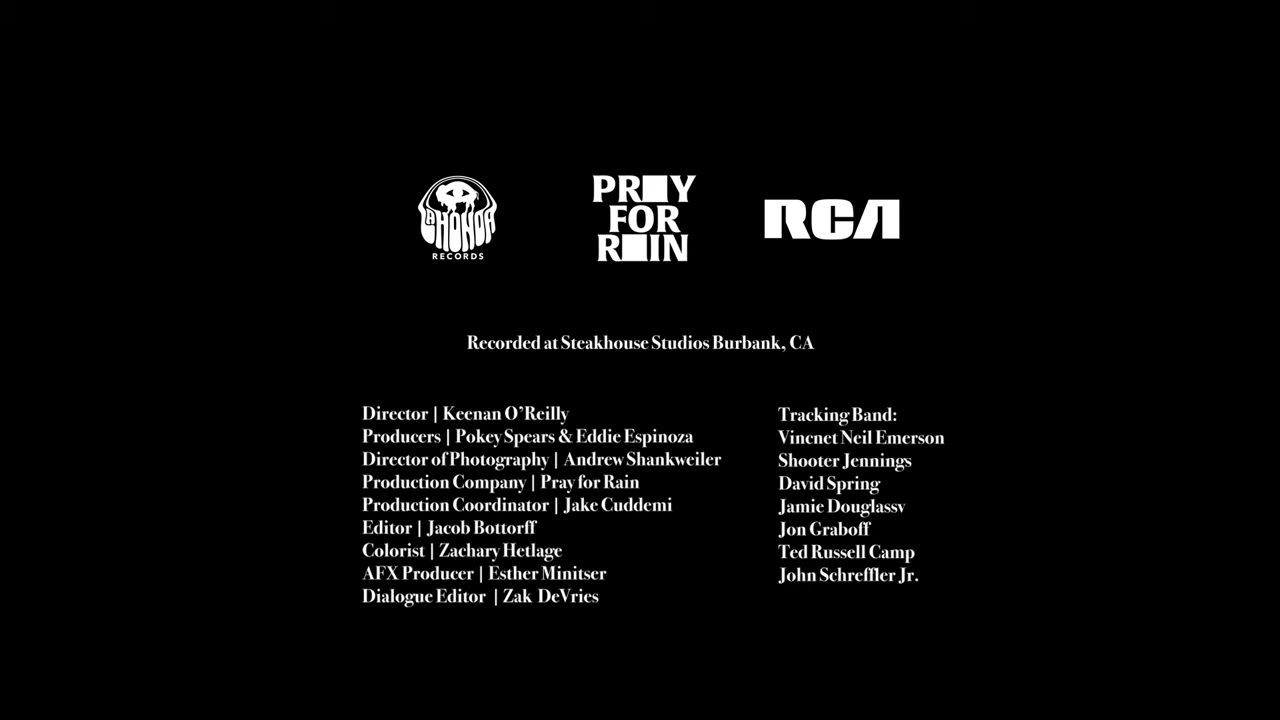 LA HONDA
RECORDS
PRAY
FOR
RAIN
RCA
Recorded at Steakhouse Studios Burbank, CA
Director | Keenan O’Reilly
Producers | Pokey Spears & Eddie Espinoza
Director of Photography | Andrew Shankweiler
Production Company | Pray for Rain
Production Coordinator | Jake Cuddemi
Editor | Jacob Bottorff
Colorist | Zachary Hetlage
AFX Producer | Esther Minitser
Dialogue Editor | Zak DeVries
Tracking Band:
Vincnet Neil Emerson
Shooter Jennings
David Spring
Jamie Douglassv
Jon Graboff
Ted Russell Camp
John Schreffler Jr.